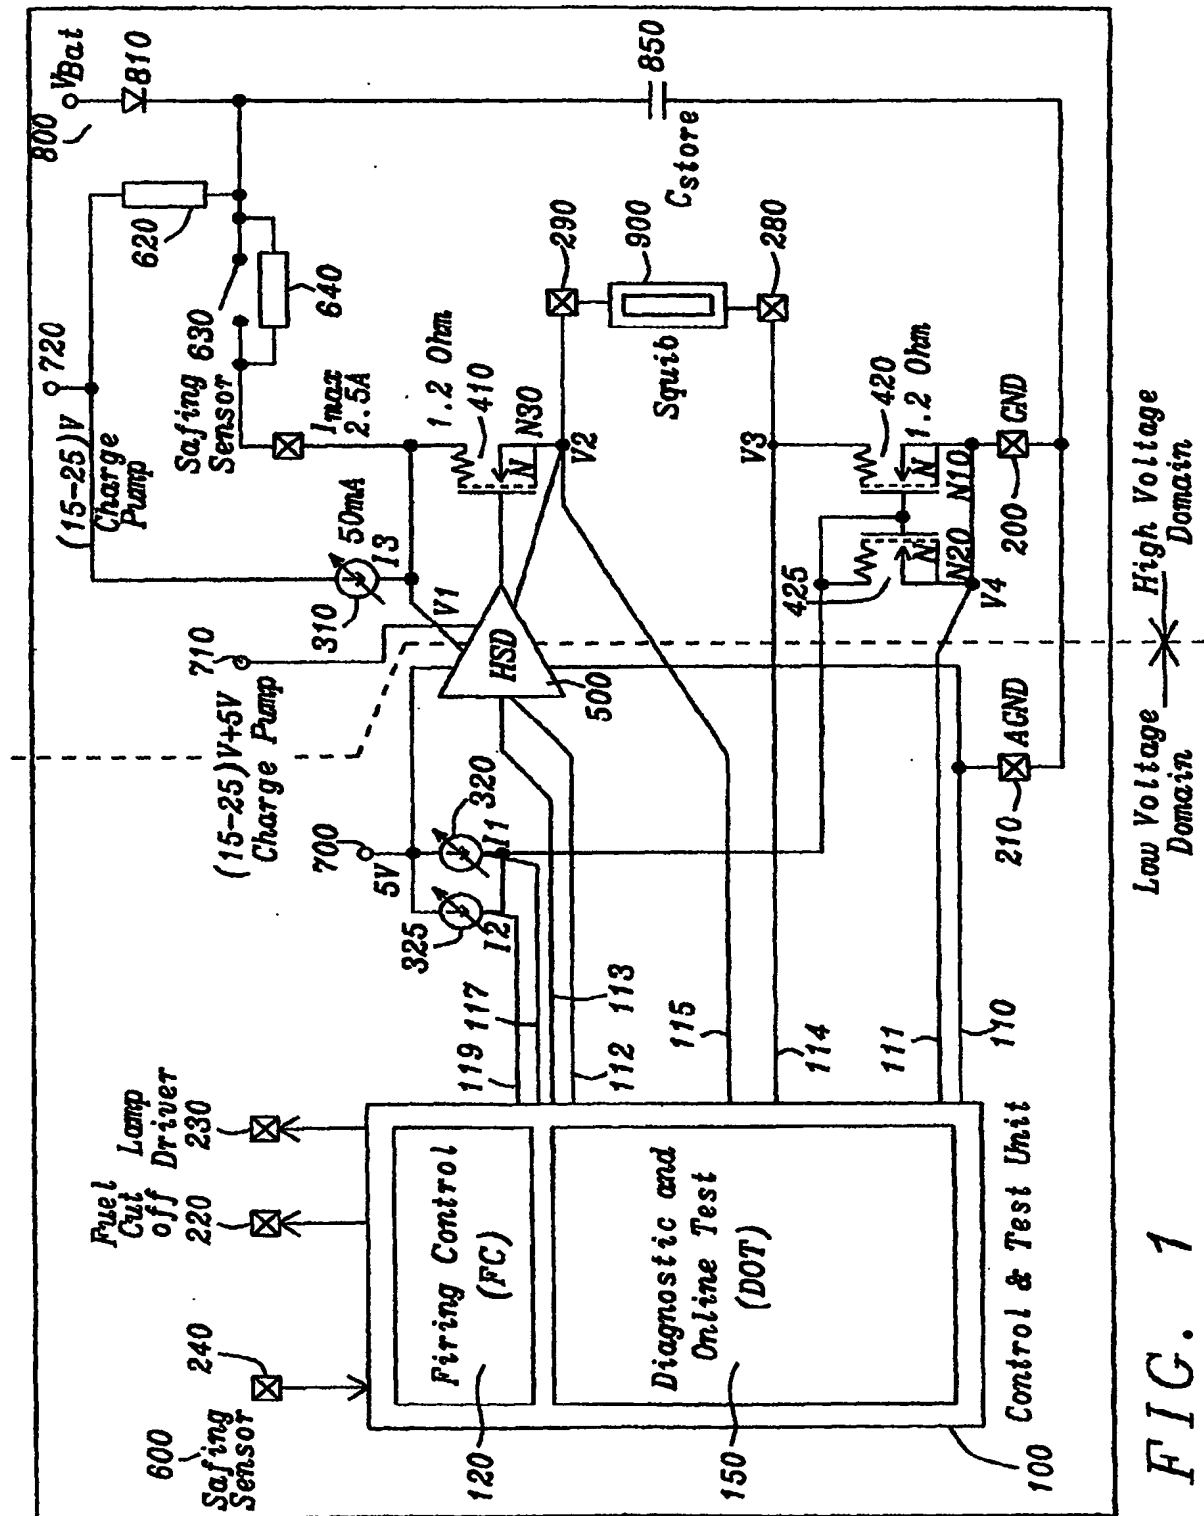 600
Safing
Sensor
240
Fuel
Cut
off
220
Lamp
Driver
230
Firing Control
(FC)
120
Diagnostic and
Online Test
(DOT)
150
Control & Test Unit
100
119
117
113
112
115
114
111
110
700
5V
320
I1
325
I2
(15-25)V+5V
Charge Pump
710
HSD
500
V1
310
50mA
I3
(15-25)V
Charge
Pump
720
Safing
Sensor
630
640
620
800
VBat
810
Imax
2.5A
1.2 Ohm
410
N
N30
V2
290
Squib
900
280
Cstore
850
V3
420
1.2 Ohm
N
N10
425
N
N20
V4
200
GND
210
AGND
Low Voltage
Domain
High Voltage
Domain
FIG. 1